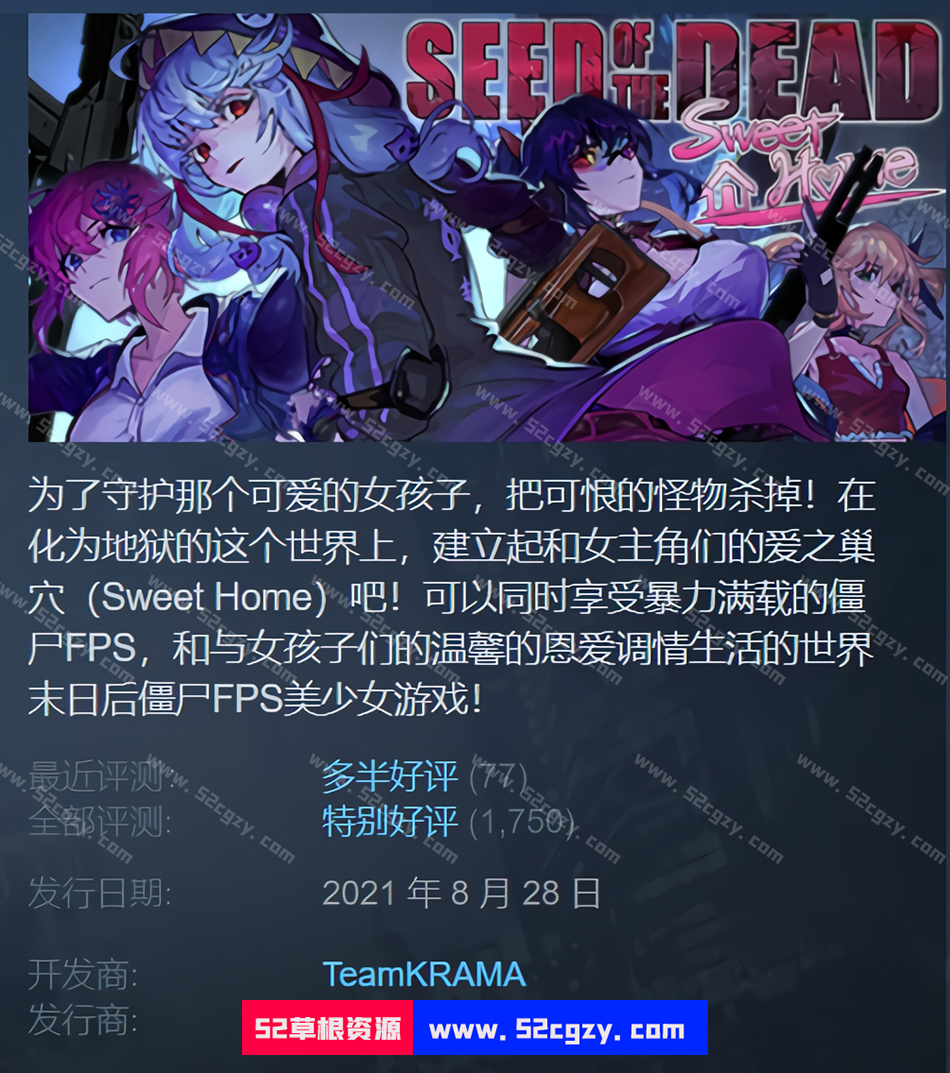 SEED OF THE DEAD
Sweet Home
为了守护那个可爱的女孩子，把可恨的怪物杀掉！在
化为地狱的这个世界上，建立起和女主角们的爱之巢
穴（Sweet Home）吧！可以同时享受暴力满载的僵
尸FPS，和与女孩子们的温馨的恩爱调情生活的世界
末日后僵尸FPS美少女游戏！
最近评测: 多半好评 (77)
全部评测: 特别好评 (1,750)
发行日期: 2021 年 8 月 28 日
开发商: TeamKRAMA
发行商:
52草根资源 www.52cgzy.com